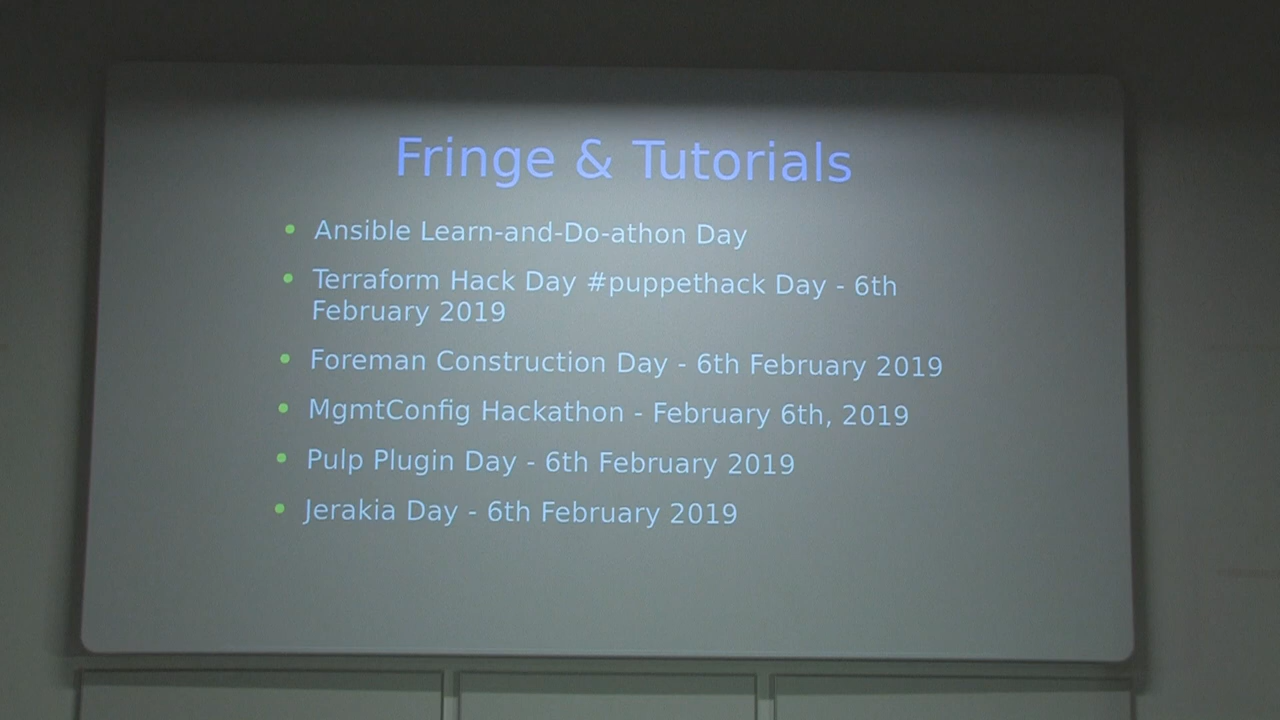 Fringe & Tutorials
Ansible Learn-and-Do-athon Day
Terraform Hack Day #puppethack Day - 6th
February 2019
Foreman Construction Day - 6th February 2019
MgmtConfig Hackathon - February 6th, 2019
Pulp Plugin Day - 6th February 2019
Jerakia Day - 6th February 2019